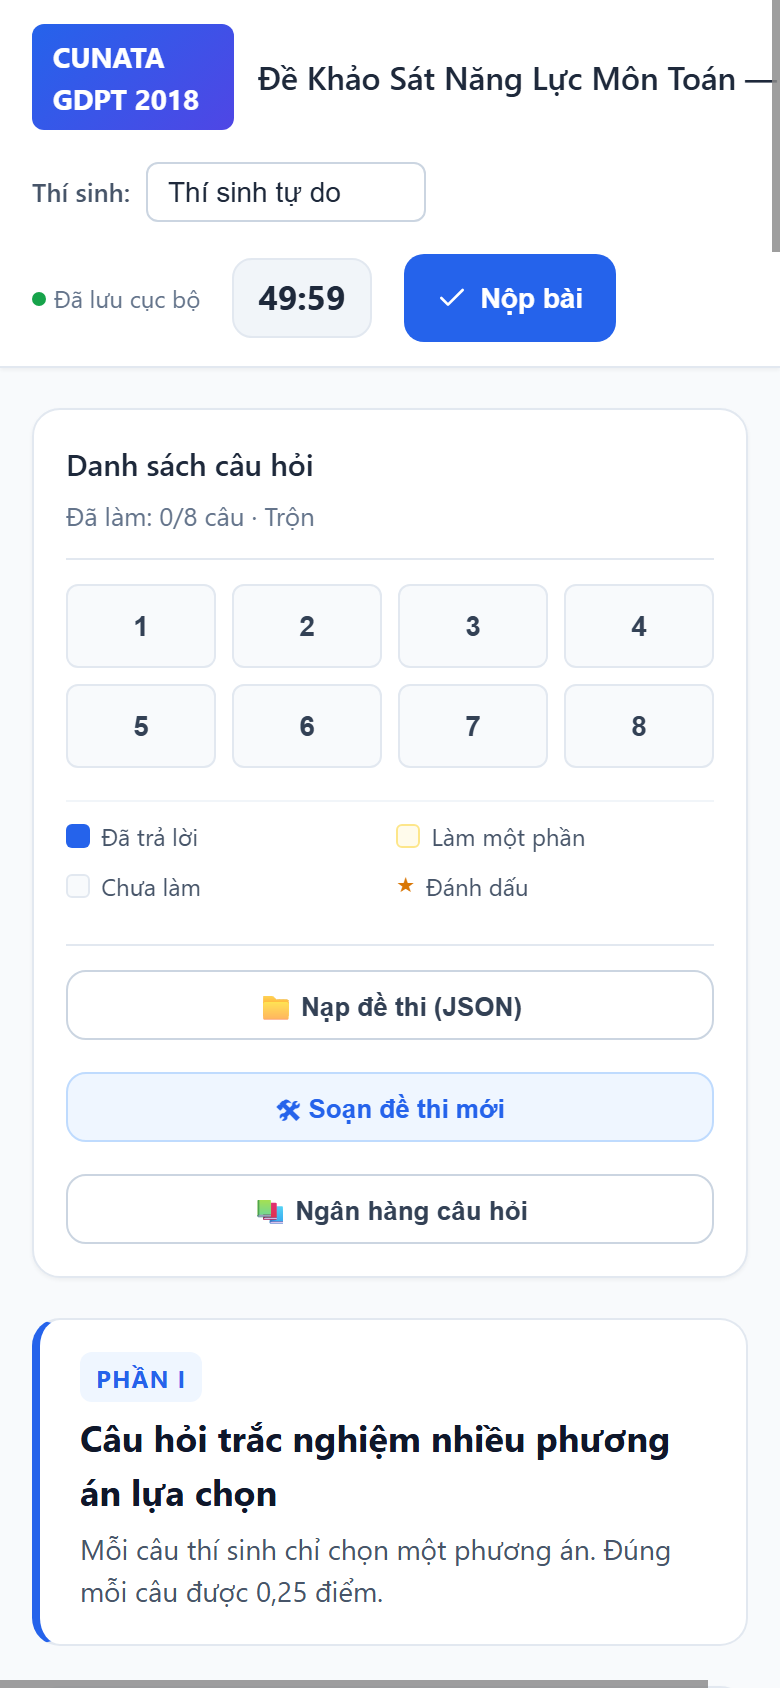 CUNATA
GDPT 2018
Đề Khảo Sát Năng Lực Môn Toán —
Thí sinh: Thí sinh tự do
Đã lưu cục bộ
49:59
Nộp bài
Danh sách câu hỏi
Đã làm: 0/8 câu · Trộn
1 2 3 4
5 6 7 8
Đã trả lời
Làm một phần
Chưa làm
Đánh dấu
Nạp đề thi (JSON)
Soạn đề thi mới
Ngân hàng câu hỏi
PHẦN I
Câu hỏi trắc nghiệm nhiều phương
án lựa chọn
Mỗi câu thí sinh chỉ chọn một phương án. Đúng
mỗi câu được 0,25 điểm.